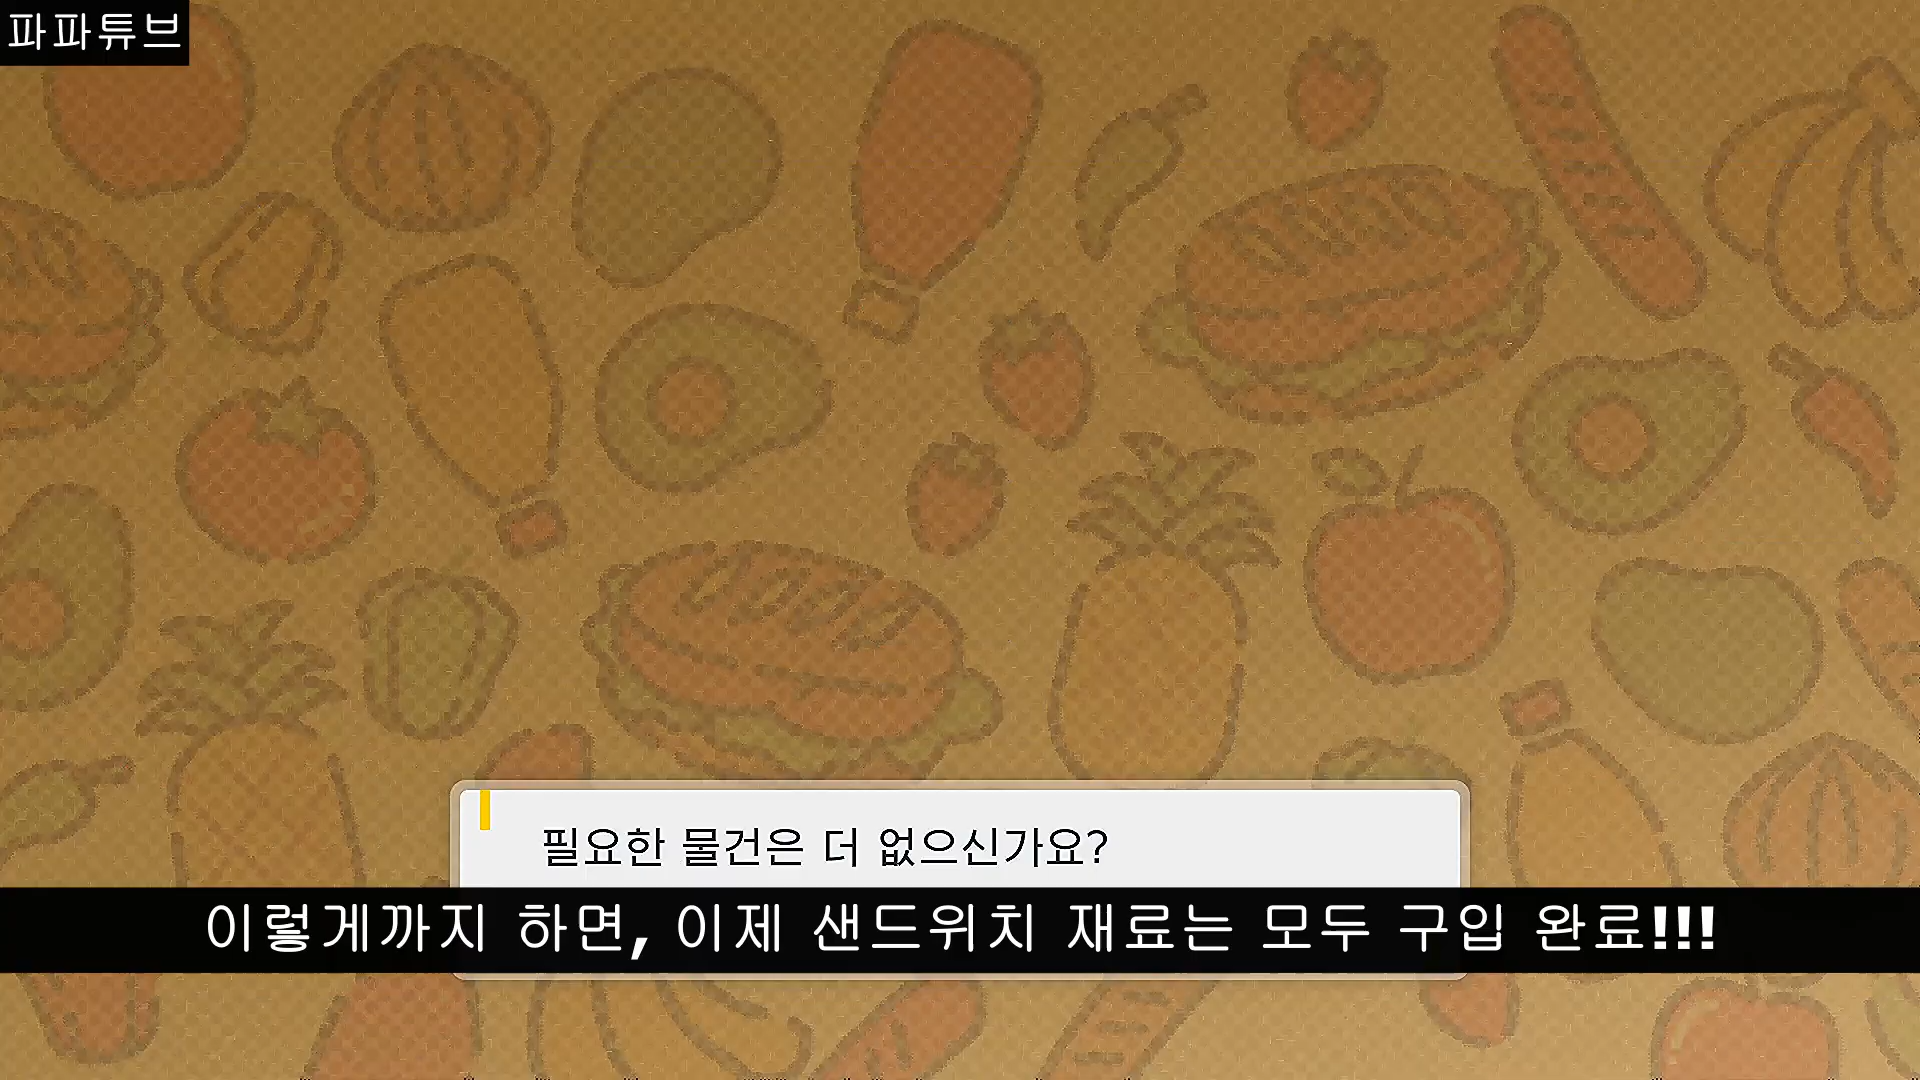 파파튜브
필요한 물건은 더 없으신가요?
이렇게까지 하면, 이제 샌드위치 재료는 모두 구입 완료!!!